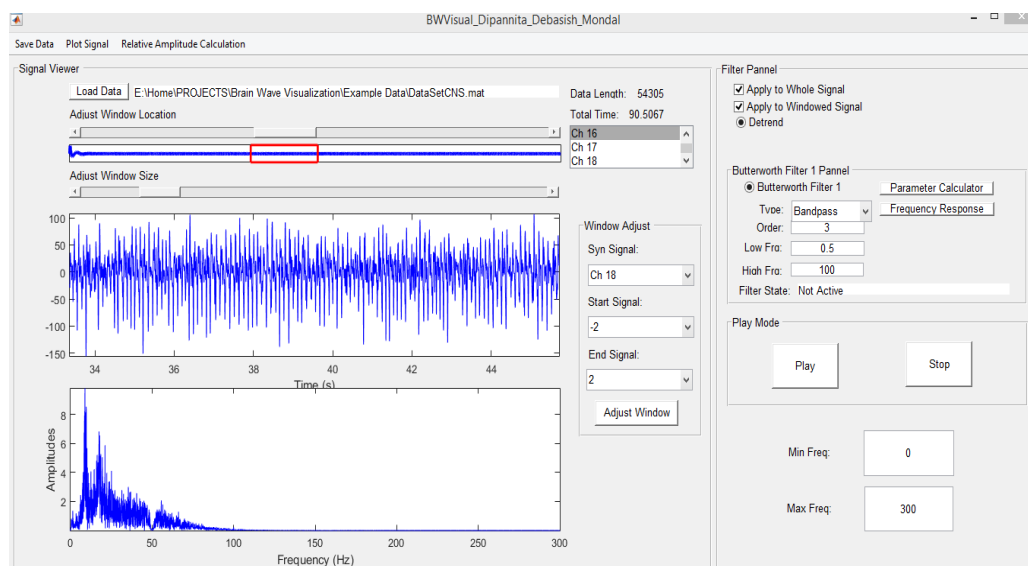 BWVisual_Dipannita_Debasish_Mondal
Save Data Plot Signal Relative Amplitude Calculation
Signal Viewer
Load Data E:\Home\PROJECTS\Brain Wave Visualization\Example Data\DataSetCNS.mat
Data Length: 54305
Adjust Window Location
Total Time: 90.5067
Ch 16
Ch 17
Ch 18
Adjust Window Size
100
50
0
-50
-100
-150
34 36 38 40 42 44
Time (s)
Window Adjust
Syn Signal:
Ch 18
Start Signal:
-2
End Signal:
2
Adjust Window
8
6
4
2
Amplitudes
0 50 100 150 200 250 300
Frequency (Hz)
Filter Pannel
Apply to Whole Signal
Apply to Windowed Signal
Detrend
Butterworth Filter 1 Pannel
Butterworth Filter 1 Parameter Calculator
Type: Bandpass Frequency Response
Order: 3
Low Frq: 0.5
High Frq: 100
Filter State: Not Active
Play Mode
Play Stop
Min Freq: 0
Max Freq: 300